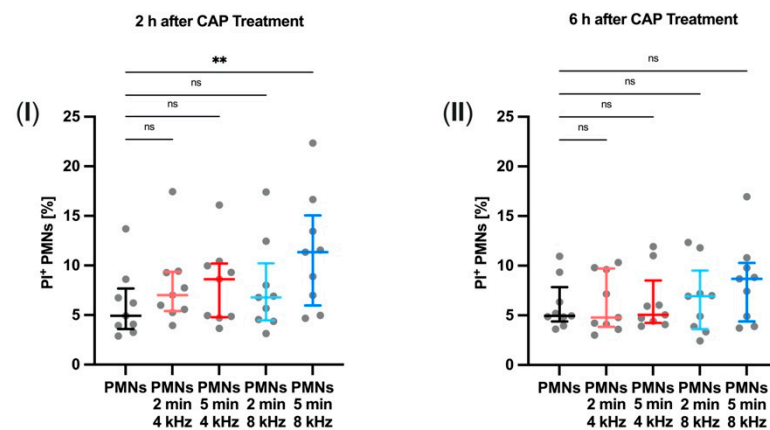 2 h after CAP Treatment
**
ns
ns
ns
(I)
PI⁺ PMNs [%]
25
20
15
10
5
0
PMNs
PMNs
2 min
4 kHz
PMNs
5 min
4 kHz
PMNs
2 min
8 kHz
PMNs
5 min
8 kHz
6 h after CAP Treatment
ns
ns
ns
ns
(II)
PI⁺ PMNs [%]
25
20
15
10
5
0
PMNs
PMNs
2 min
4 kHz
PMNs
5 min
4 kHz
PMNs
2 min
8 kHz
PMNs
5 min
8 kHz